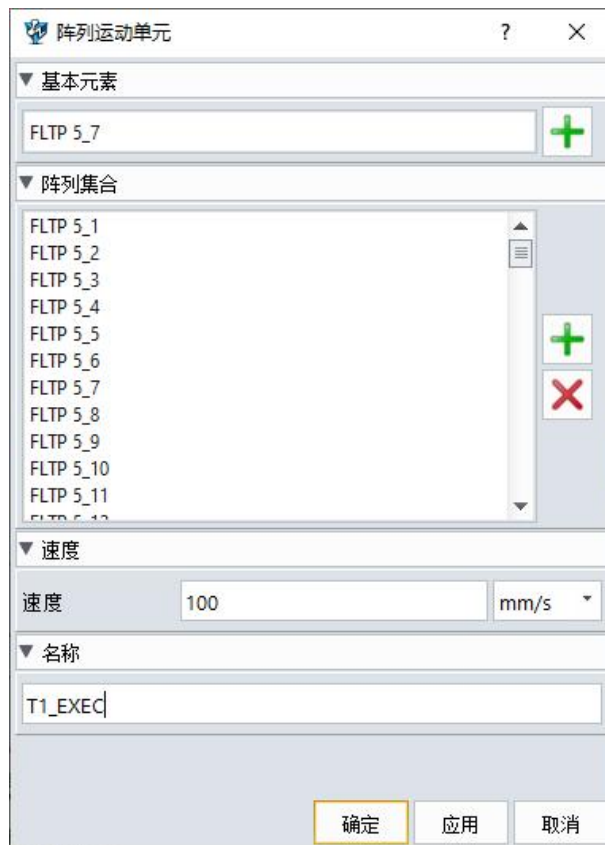 阵列运动单元
?
基本元素
FLTP 5_7
阵列集合
FLTP 5_1
FLTP 5_2
FLTP 5_3
FLTP 5_4
FLTP 5_5
FLTP 5_6
FLTP 5_7
FLTP 5_8
FLTP 5_9
FLTP 5_10
FLTP 5_11
速度
速度 100 mm/s
名称
T1_EXEC
确定 应用 取消